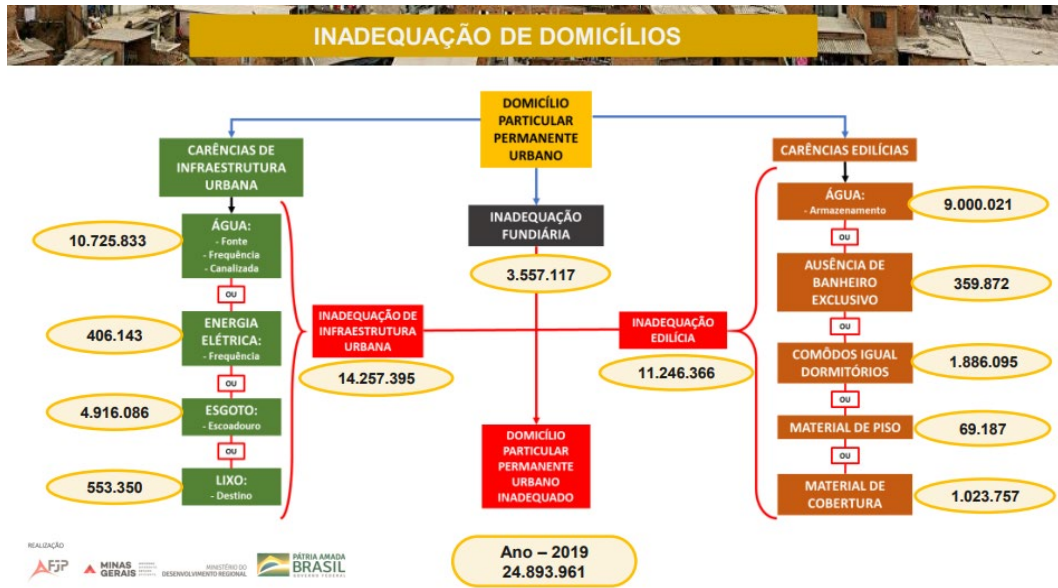 INADEQUAÇÃO DE DOMICÍLIOS
DOMICÍLIO
PARTICULAR
PERMANENTE
URBANO
CARÊNCIAS DE
INFRAESTRUTURA
URBANA
ÁGUA:
- Fonte
- Frequência
- Canalizada
10.725.833
OU
ENERGIA
ELÉTRICA:
- Frequência
406.143
OU
ESGOTO:
- Escoadouro
4.916.086
OU
LIXO:
- Destino
553.350
INADEQUAÇÃO DE
INFRAESTRUTURA
URBANA
14.257.395
INADEQUAÇÃO
FUNDIÁRIA
3.557.117
INADEQUAÇÃO
EDILÍCIA
11.246.366
CARÊNCIAS EDILÍCIAS
ÁGUA:
- Armazenamento
9.000.021
OU
AUSÊNCIA DE
BANHEIRO
EXCLUSIVO
359.872
OU
COMÔDOS IGUAL
DORMITÓRIOS
1.886.095
OU
MATERIAL DE PISO
69.187
OU
MATERIAL DE
COBERTURA
1.023.757
DOMICÍLIO
PARTICULAR
PERMANENTE
URBANO
INADEQUADO
Ano – 2019
24.893.961
REALIZAÇÃO
FJP
MINAS
GERAIS
MINISTÉRIO DO
DESENVOLVIMENTO REGIONAL
PÁTRIA AMADA
BRASIL
GOVERNO FEDERAL